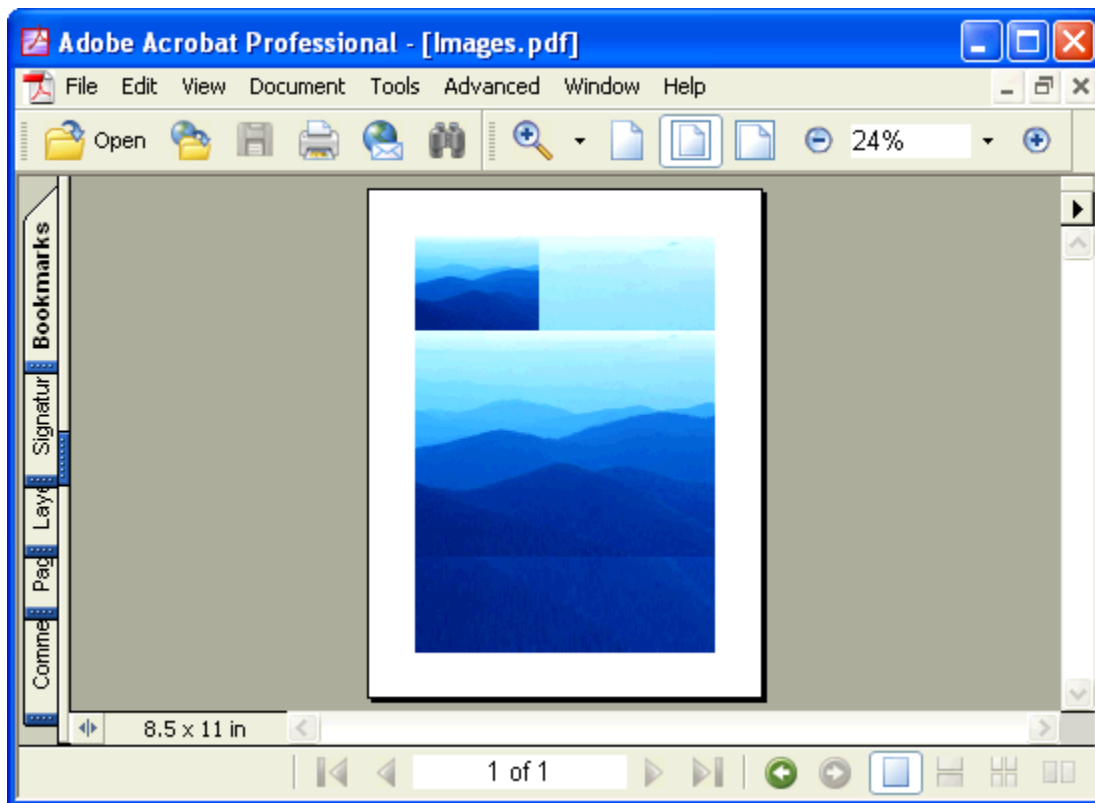 Adobe Acrobat Professional - [Images.pdf]
File Edit View Document Tools Advanced Window Help
Open 24%
Bookmarks
Signatur
Laye
Pag
Comme
8.5 x 11 in
1 of 1